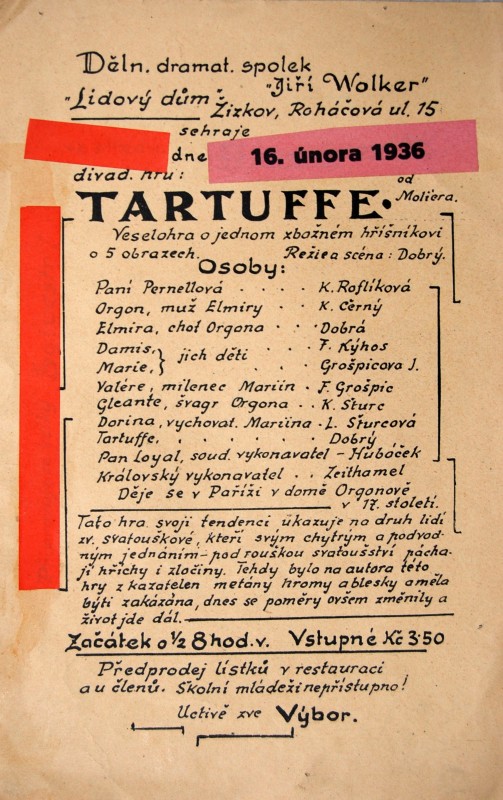 Děln. dramat. spolek
"Jiří Wolker"
"Lidový dům"
Žižkov, Roháčová ul. 15
sehraje
dne 16. února 1936
divad. hru:
TARTUFFE. od Moliera.
Veselohra o jednom zbožném hříšníkovi
o 5 obrazech. Režie a scéna: Dobrý.
Osoby:
Paní Pernellová . . . . K. Roflíková
Orgon, muž Elmiry . . K. Černý
Elmira, choť Orgona . . Dobrá
Damis, } jich děti . F. Kýhos
Marie, } . . . Grošpicova J.
Valére, milenec Mariin . F. Grošpic
Gleante, švagr Orgona . . K. Šturc
Dorina, vychovat. Mariina . L. Šturcová
Tartuffe, . . . . . Dobrý
Pan Loyal, soud. vykonavatel - Hubáček
Královský vykonavatel . . Zeithamel
Děje se v Paříži v domě Orgonově
v 17. století.
Tato hra svojí tendencí ukazuje na druh lidí
zv. svatouškové, kteří svým chytrým a podvod-
ným jednáním - pod rouškou svatoušství páchá-
jí hříchy i zločiny. Tehdy bylo na autora této
hry z kazatelen metány hromy a blesky a měla
býti zakázána, dnes se poměry ovšem změnily a
život jde dál.
Začátek o ½ 8 hod. v. Vstupné Kč 3·50
Předprodej lístků v restauraci
a u členů. Školní mládeži nepřístupno!
Uctivě zve Výbor.